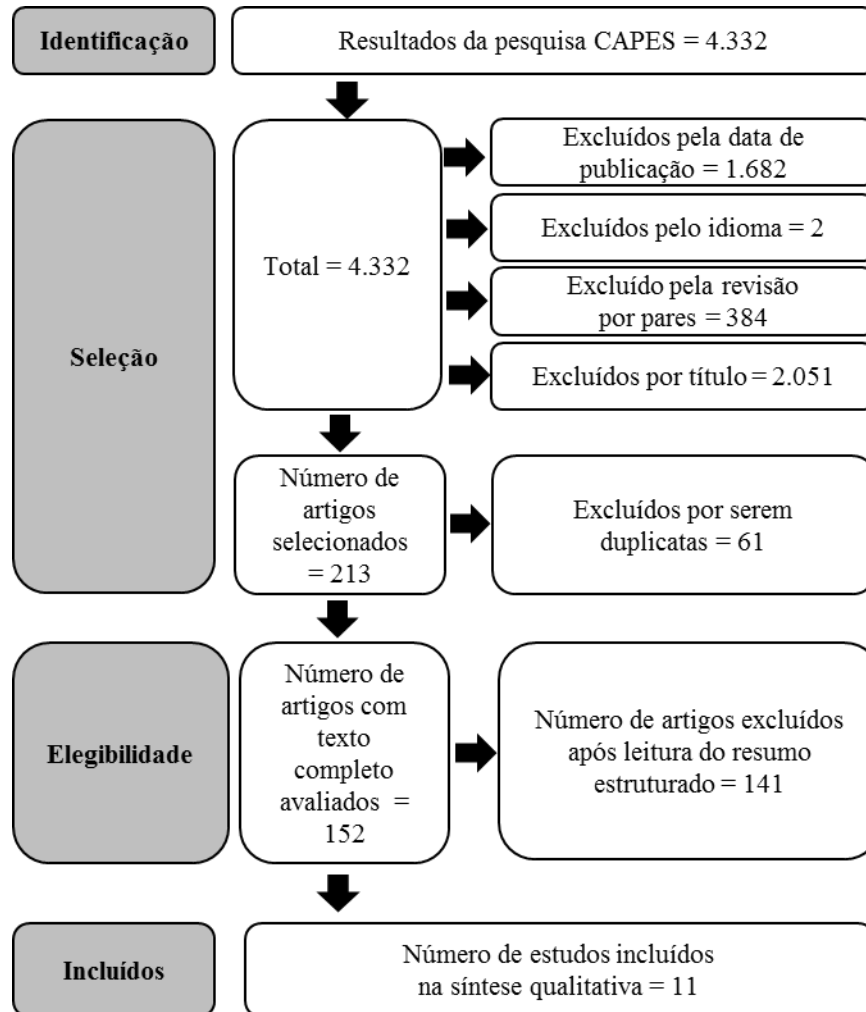 Identificação
Resultados da pesquisa CAPES = 4.332
Seleção
Total = 4.332
Excluídos pela data de
publicação = 1.682
Excluídos pelo idioma = 2
Excluído pela revisão
por pares = 384
Excluídos por título = 2.051
Número de
artigos
selecionados
= 213
Excluídos por serem
duplicatas = 61
Elegibilidade
Número de
artigos com
texto
completo
avaliados =
152
Número de artigos excluídos
após leitura do resumo
estruturado = 141
Incluídos
Número de estudos incluídos
na síntese qualitativa = 11